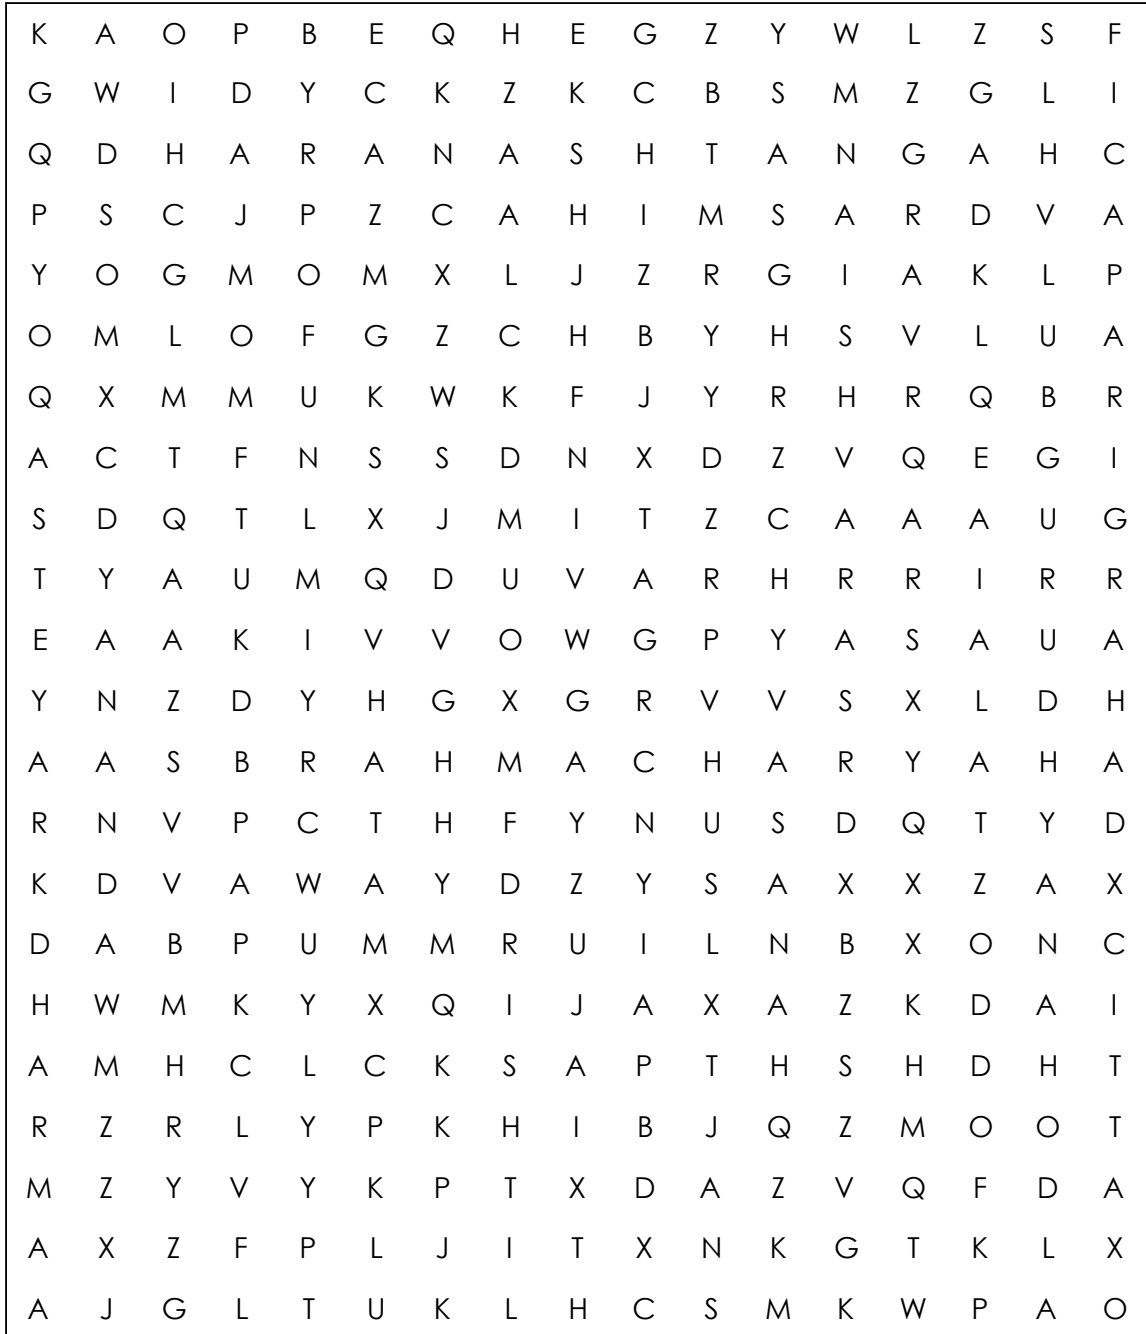 K A O P B E Q H E G Z Y W L Z S F
G W I D Y C K Z K C B S M Z G L I
Q D H A R A N A S H T A N G A H C
P S C J P Z C A H I M S A R D V A
Y O G M O M X L J Z R G I A K L P
O M L O F G Z C H B Y H S V L U A
Q X M M U K W K F J Y R H R Q B R
A C T F N S S D N X D Z V Q E G I
S D Q T L X J M I T Z C A A A U G
T Y A U M Q D U V A R H R R I R R
E A A K I V V O W G P Y A S A U A
Y N Z D Y H G X G R V V S X L D H
A A S B R A H M A C H A R Y A H A
R N V P C T H F Y N U S D Q T Y D
K D V A W A Y D Z Y S A X X Z A X
D A B P U M M R U I L N B X O N C
H W M K Y X Q I J A X A Z K D A I
A M H C L C K S A P T H S H D H T
R Z R L Y P K H I B J Q Z M O O T
M Z Y V Y K P T X D A Z V Q F D A
A X Z F P L J I T X N K G T K L X
A J G L T U K L H C S M K W P A O